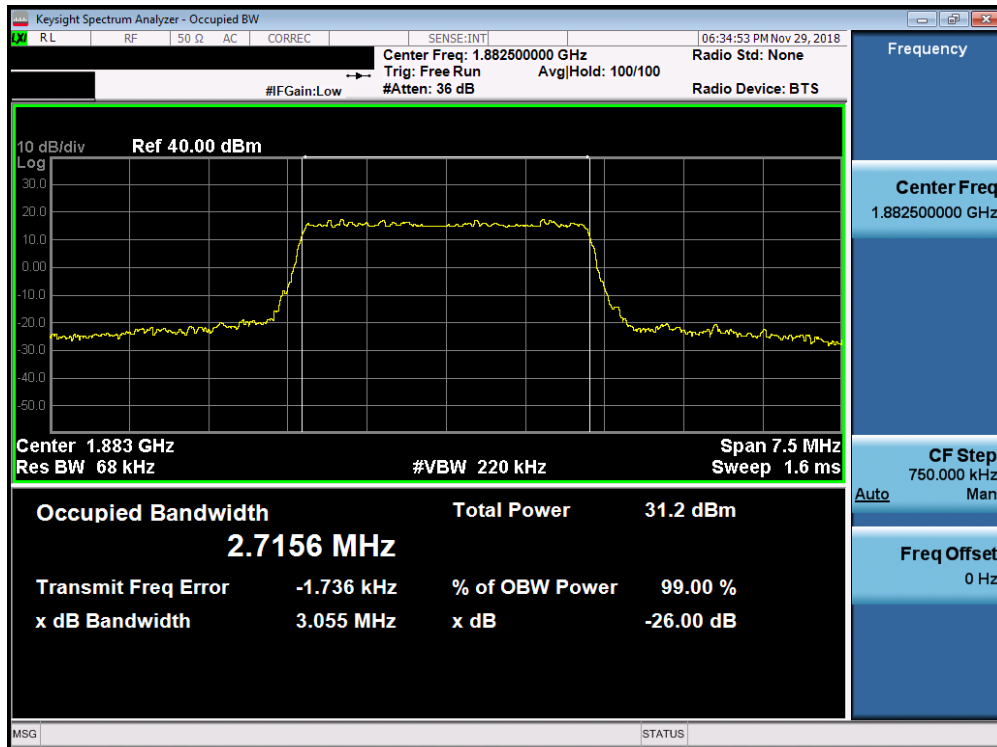 Keysight Spectrum Analyzer - Occupied BW
LXI RL RF 50 Ω AC CORREC SENSE:INT 06:34:53 PM Nov 29, 2018
Center Freq: 1.882500000 GHz Radio Std: None
Trig: Free Run Avg|Hold: 100/100
#IFGain:Low #Atten: 36 dB Radio Device: BTS
10 dB/div Ref 40.00 dBm
Log
30.0
20.0
10.0
0.00
-10.0
-20.0
-30.0
-40.0
-50.0
Center 1.883 GHz Span 7.5 MHz
Res BW 68 kHz #VBW 220 kHz Sweep 1.6 ms
Occupied Bandwidth Total Power 31.2 dBm
2.7156 MHz
Transmit Freq Error -1.736 kHz % of OBW Power 99.00 %
x dB Bandwidth 3.055 MHz x dB -26.00 dB
MSG STATUS
Frequency
Center Freq
1.882500000 GHz
CF Step
750.000 kHz
Auto Man
Freq Offset
0 Hz